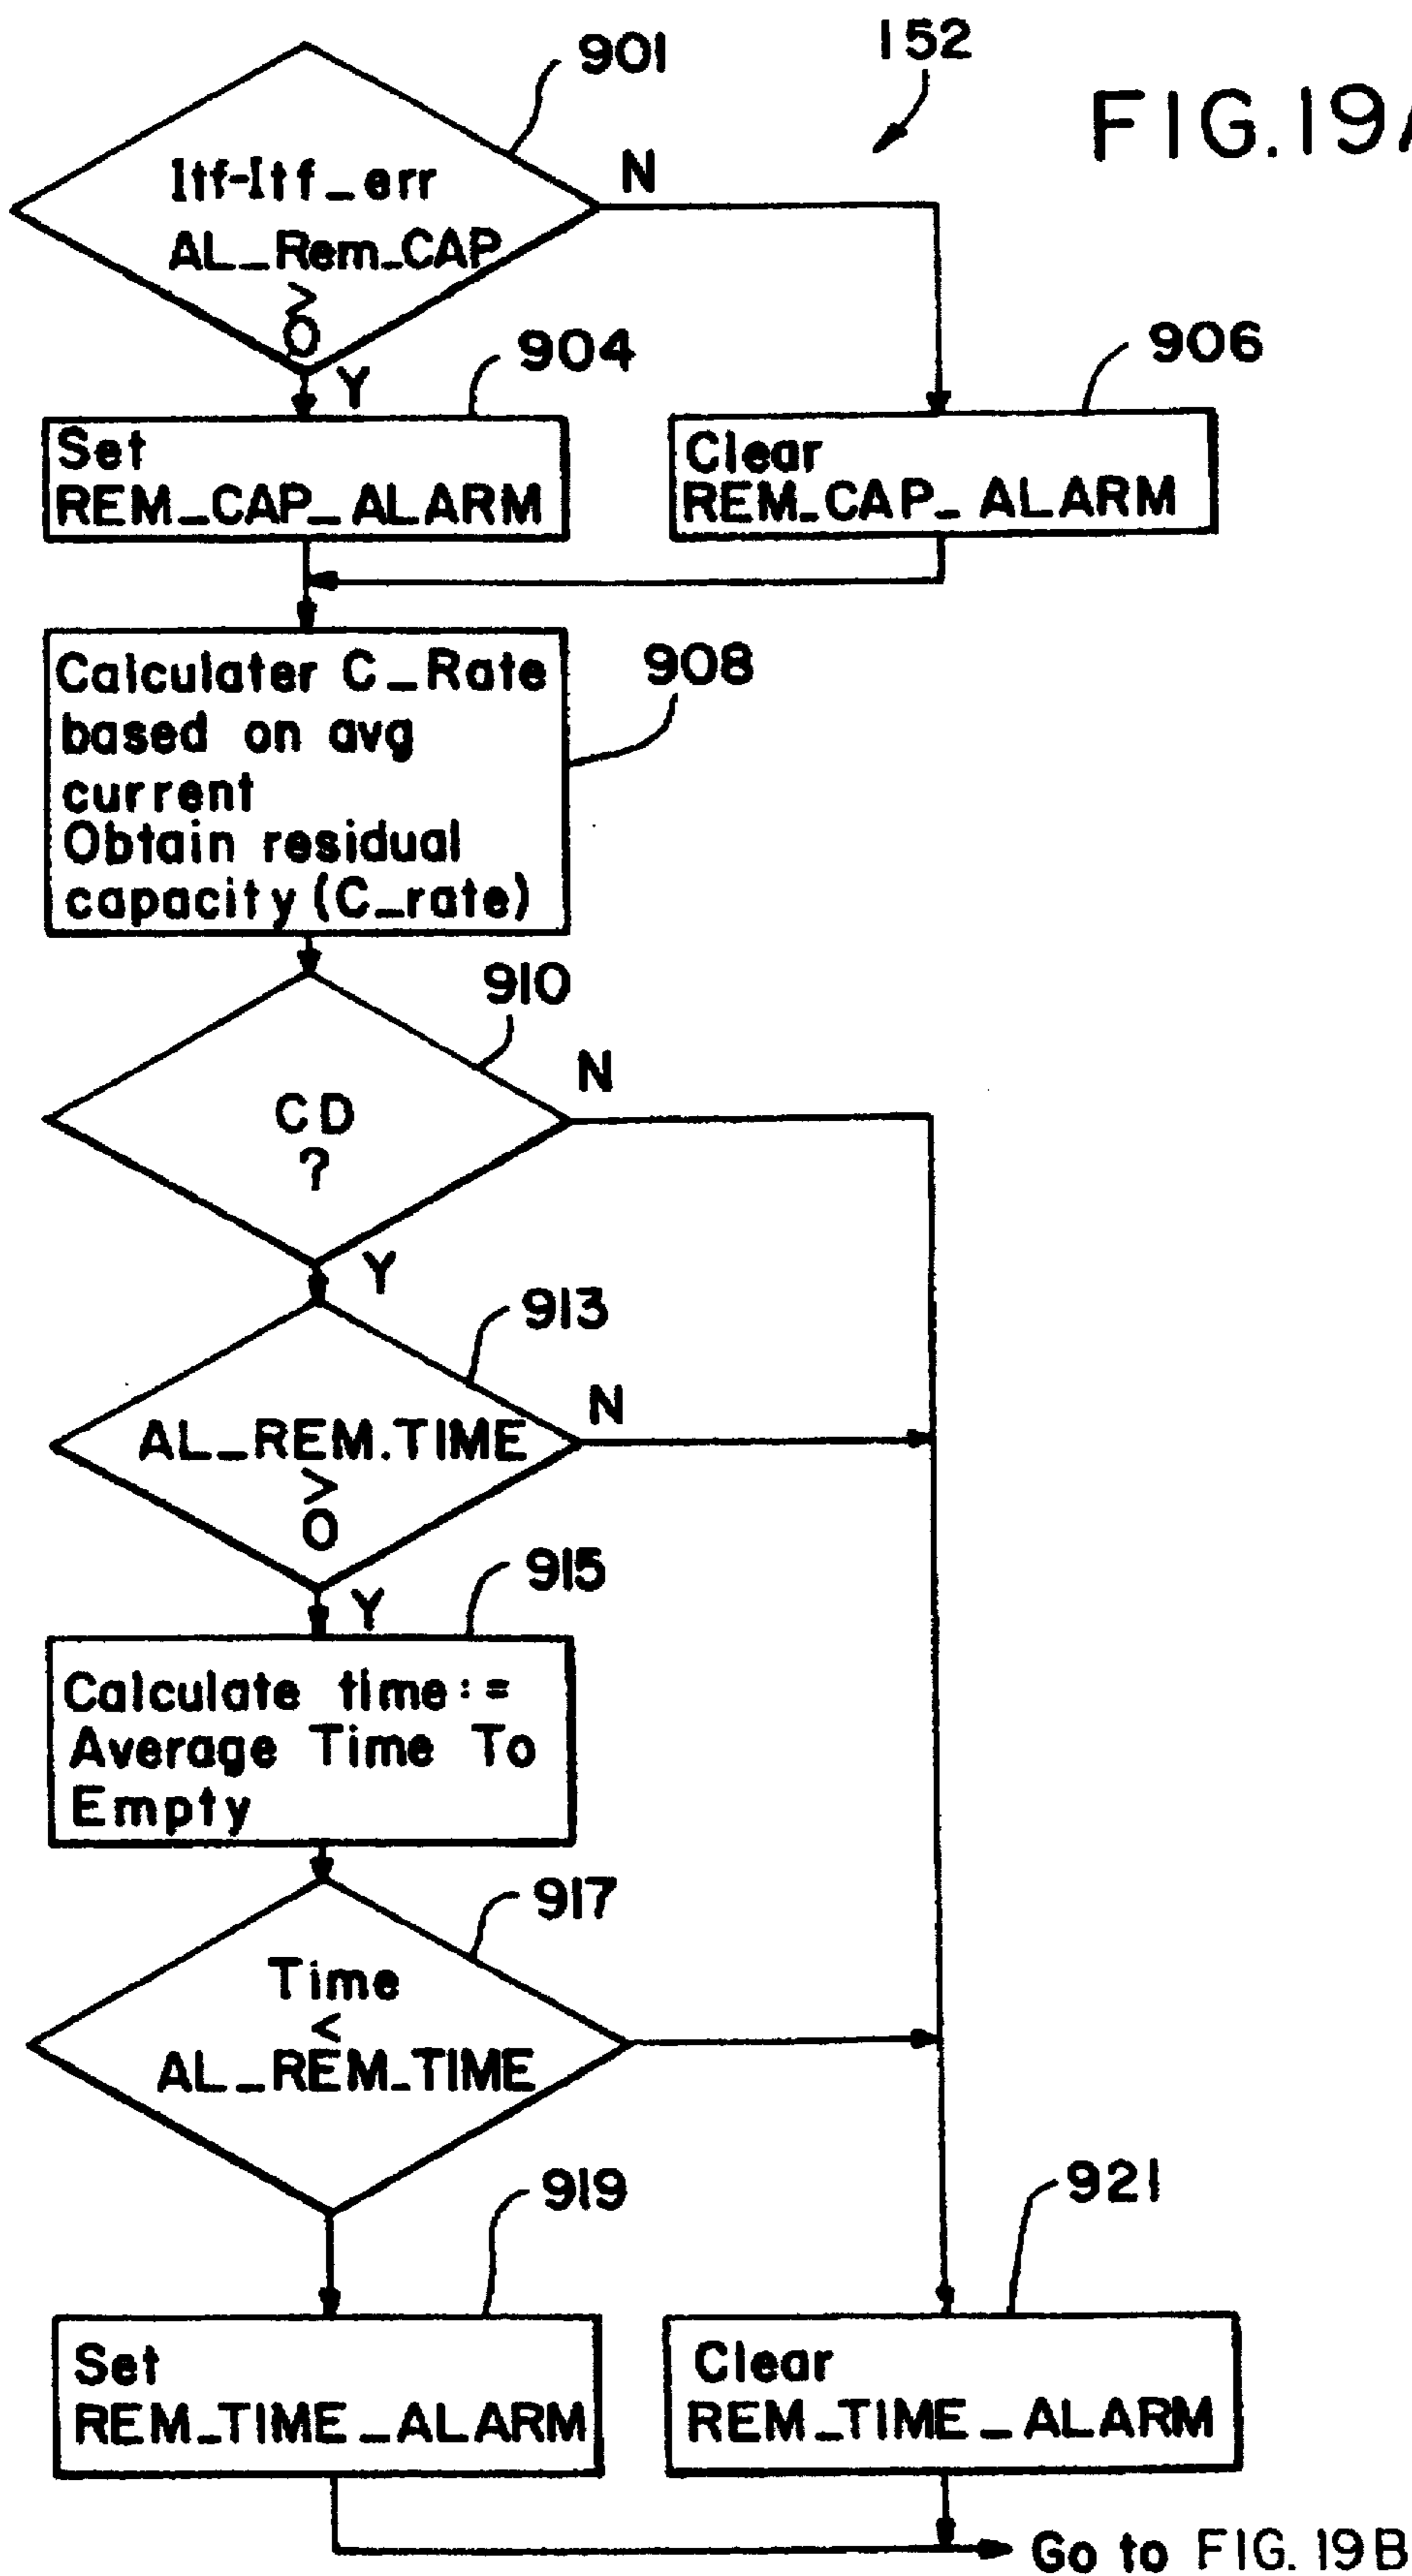 901
152
FIG.19A
Itf-Itf_err
AL_Rem_CAP
>
0
N
Y
904
906
Set
REM_CAP_ALARM
Clear
REM_CAP_ALARM
Calculater C_Rate
based on avg
current
Obtain residual
capacity (C_rate)
908
910
CD
?
N
Y
913
AL_REM.TIME
>
0
N
Y
915
Calculate time:=
Average Time To
Empty
917
Time
<
AL_REM_TIME
919
921
Set
REM_TIME_ALARM
Clear
REM_TIME_ALARM
Go to FIG. 19B